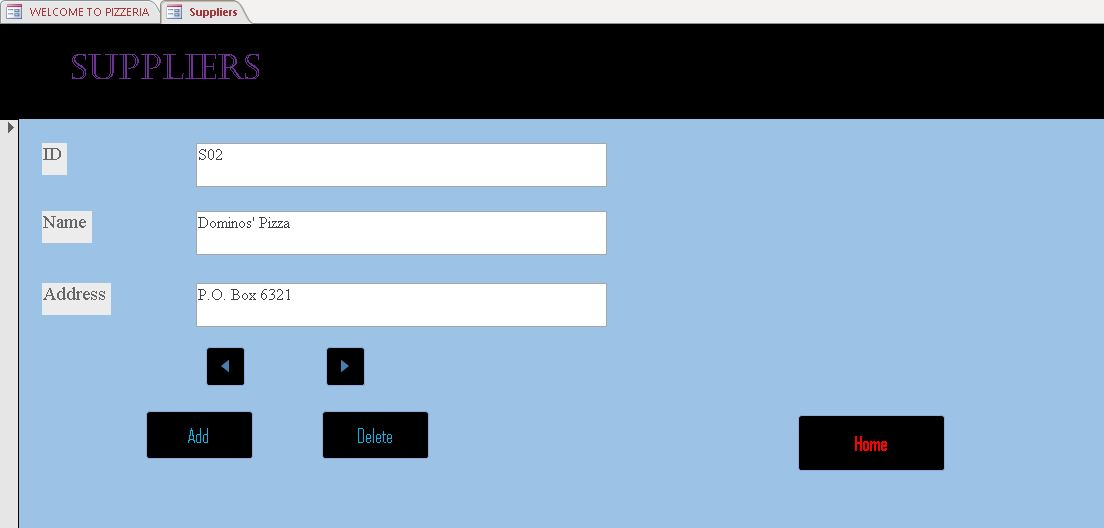 WELCOME TO PIZZERIA
Suppliers
SUPPLIERS
ID
S02
Name
Dominos' Pizza
Address
P.O. Box 6321
Add
Delete
Home